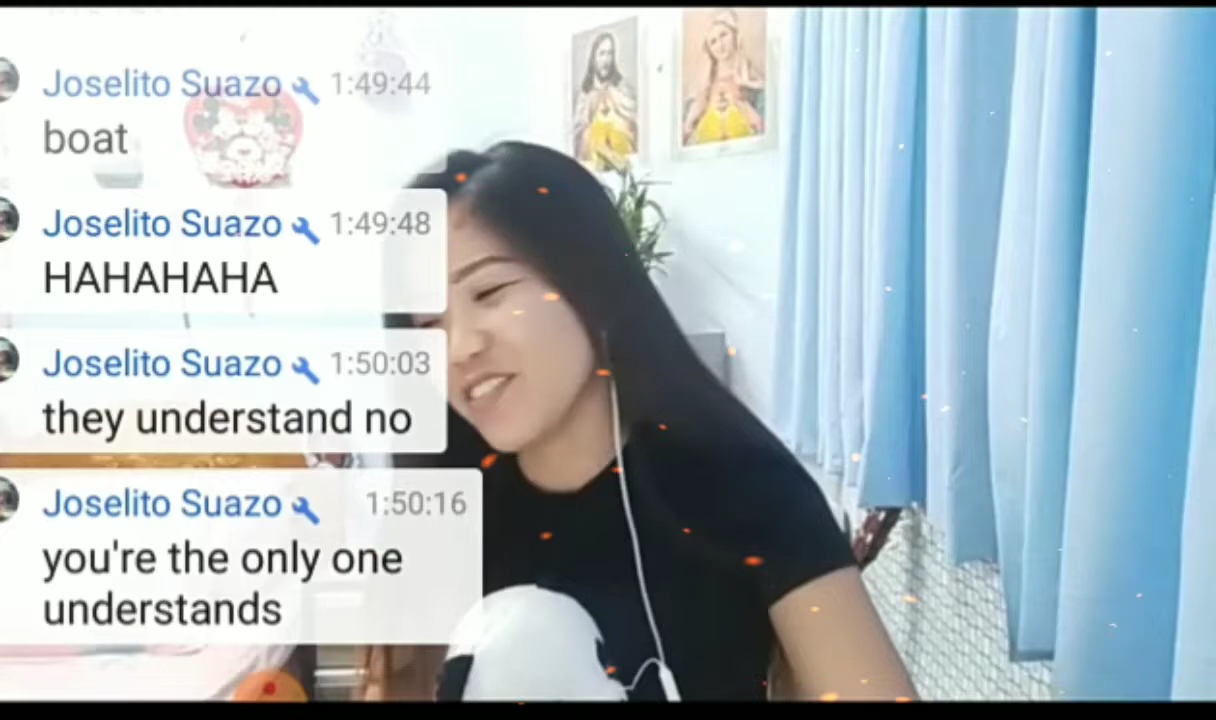 Joselito Suazo 1:49:44
boat
Joselito Suazo 1:49:48
HAHAHAHA
Joselito Suazo 1:50:03
they understand no
Joselito Suazo 1:50:16
you're the only one
understands